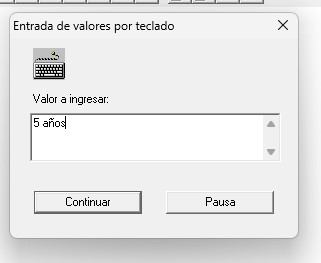 Entrada de valores por teclado
Valor a ingresar:
5 años
Continuar
Pausa